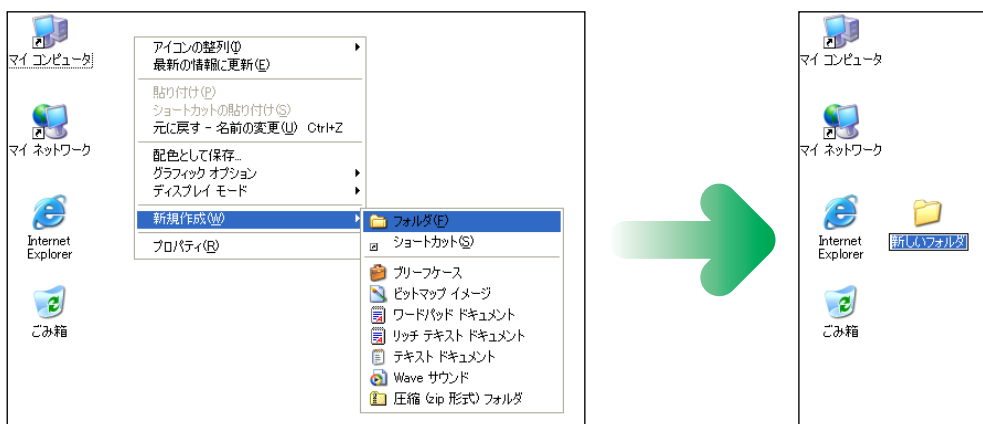 マイ コンピュータ
マイ ネットワーク
Internet
Explorer
ごみ箱
アイコンの整列(I)
最新の情報に更新(E)
貼り付け(P)
ショートカットの貼り付け(S)
元に戻す - 名前の変更(U) Ctrl+Z
配色として保存...
グラフィック オプション
ディスプレイ モード
新規作成(W)
プロパティ(R)
フォルダ(F)
ショートカット(S)
ブリーフケース
ビットマップ イメージ
ワードパッド ドキュメント
リッチ テキスト ドキュメント
テキスト ドキュメント
Wave サウンド
圧縮 (zip 形式) フォルダ
マイ コンピュータ
マイ ネットワーク
Internet
Explorer
新しいフォルダ
ごみ箱